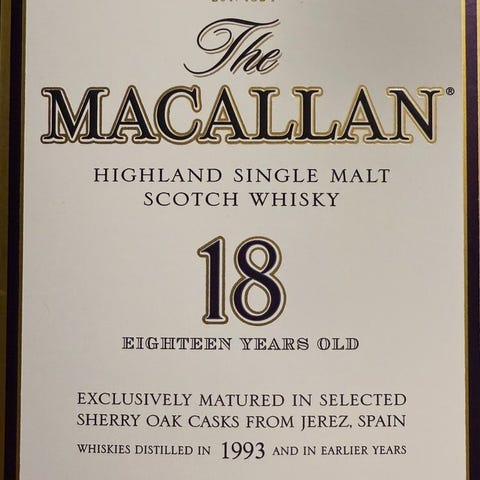 The
MACALLAN®
HIGHLAND SINGLE MALT
SCOTCH WHISKY
18
EIGHTEEN YEARS OLD
EXCLUSIVELY MATURED IN SELECTED
SHERRY OAK CASKS FROM JEREZ, SPAIN
WHISKIES DISTILLED IN 1993 AND IN EARLIER YEARS